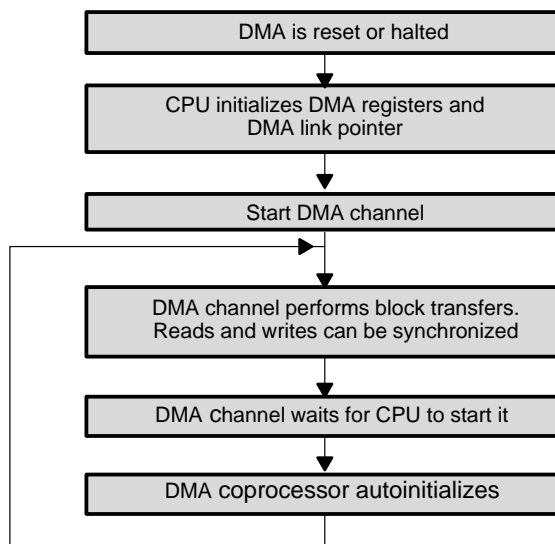 DMA is reset or halted
CPU initializes DMA registers and
DMA link pointer
Start DMA channel
DMA channel performs block transfers.
Reads and writes can be synchronized
DMA channel waits for CPU to start it
DMA coprocessor autoinitializes